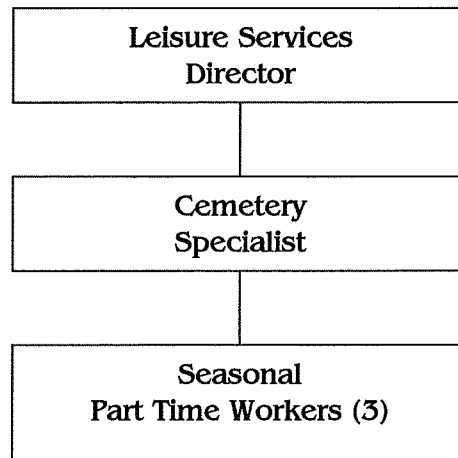 Leisure Services
Director
Cemetery
Specialist
Seasonal
Part Time Workers (3)